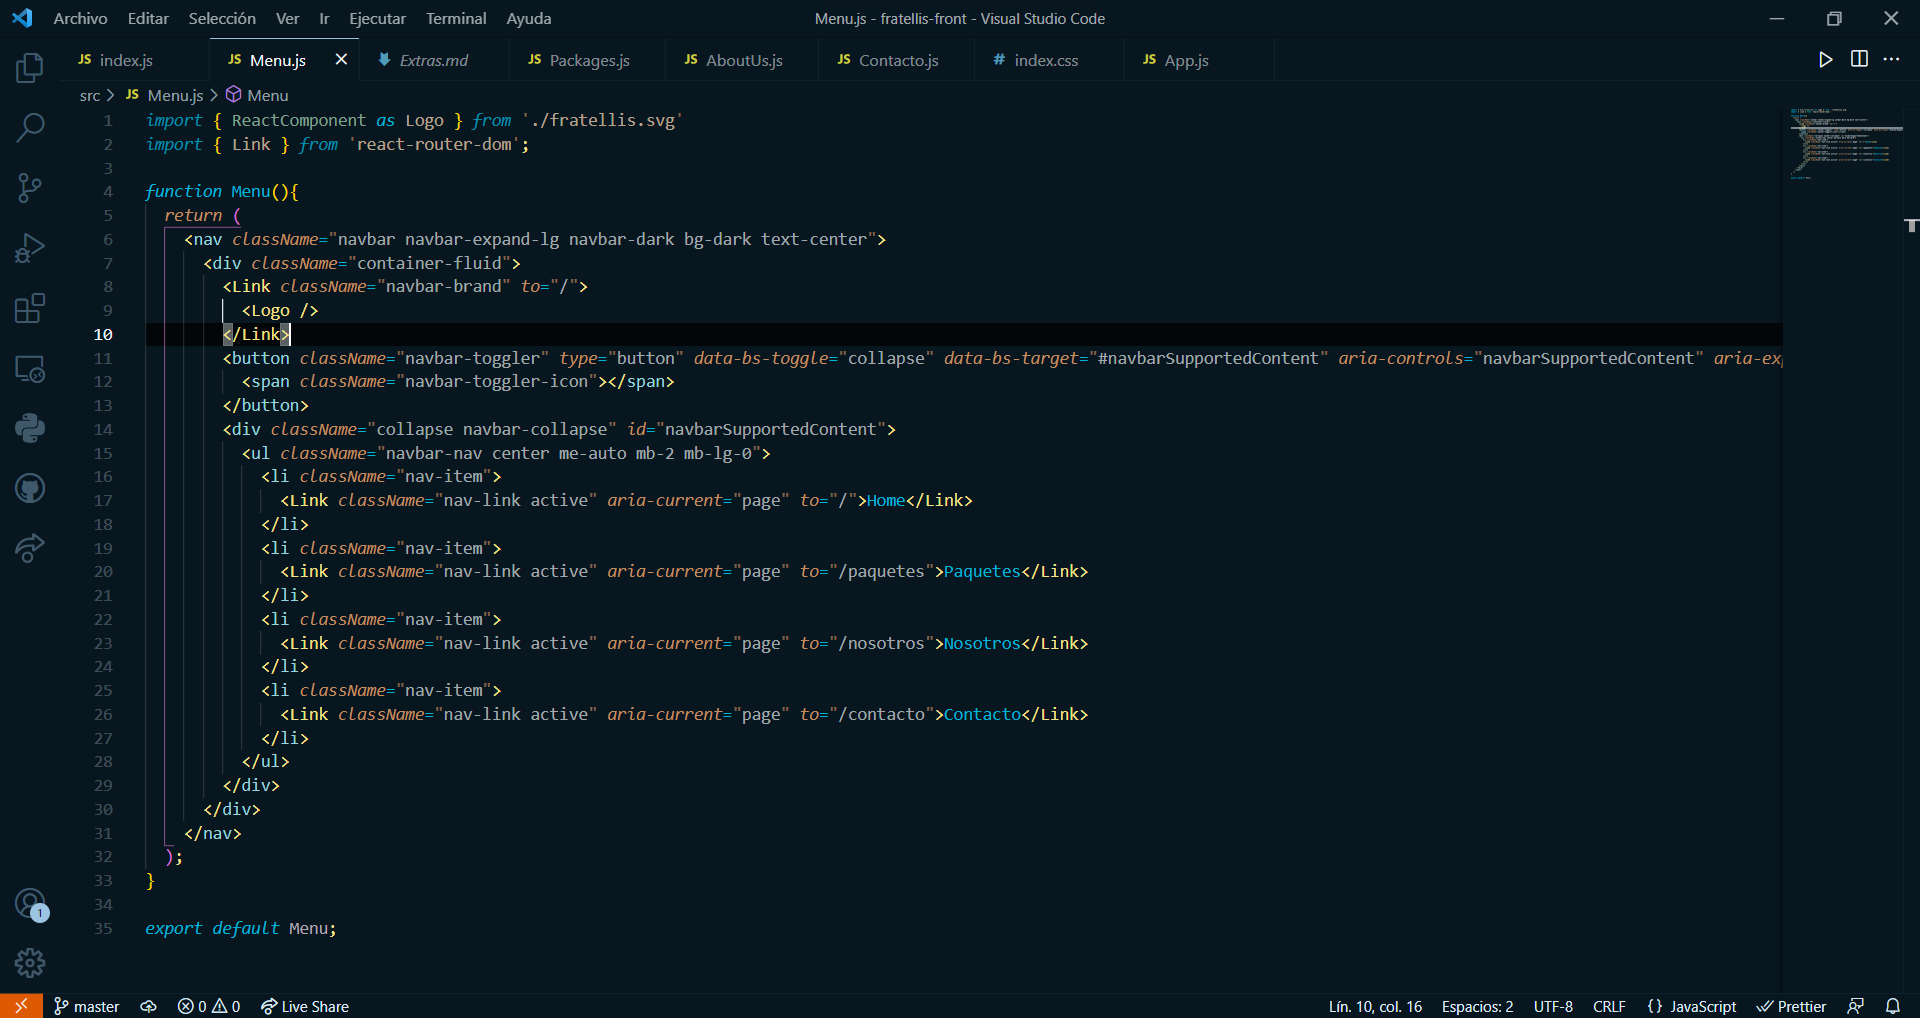 Archivo Editar Selección Ver Ir Ejecutar Terminal Ayuda
Menu.js - fratellis-front - Visual Studio Code
JS index.js JS Menu.js Extras.md JS Packages.js JS AboutUs.js JS Contacto.js # index.css JS App.js
src > JS Menu.js > Menu
1 import { ReactComponent as Logo } from './fratellis.svg'
2 import { Link } from 'react-router-dom';
3
4 function Menu(){
5 return (
6 <nav className="navbar navbar-expand-lg navbar-dark bg-dark text-center">
7 <div className="container-fluid">
8 <Link className="navbar-brand" to="/">
9 <Logo />
10 </Link>
11 <button className="navbar-toggler" type="button" data-bs-toggle="collapse" data-bs-target="#navbarSupportedContent" aria-controls="navbarSupportedContent" aria-exp
12 <span className="navbar-toggler-icon"></span>
13 </button>
14 <div className="collapse navbar-collapse" id="navbarSupportedContent">
15 <ul className="navbar-nav center me-auto mb-2 mb-lg-0">
16 <li className="nav-item">
17 <Link className="nav-link active" aria-current="page" to="/">Home</Link>
18 </li>
19 <li className="nav-item">
20 <Link className="nav-link active" aria-current="page" to="/paquetes">Paquetes</Link>
21 </li>
22 <li className="nav-item">
23 <Link className="nav-link active" aria-current="page" to="/nosotros">Nosotros</Link>
24 </li>
25 <li className="nav-item">
26 <Link className="nav-link active" aria-current="page" to="/contacto">Contacto</Link>
27 </li>
28 </ul>
29 </div>
30 </div>
31 </nav>
32 );
33 }
34
35 export default Menu;
1
master 0 0 Live Share Lín. 10, col. 16 Espacios: 2 UTF-8 CRLF {} JavaScript Prettier